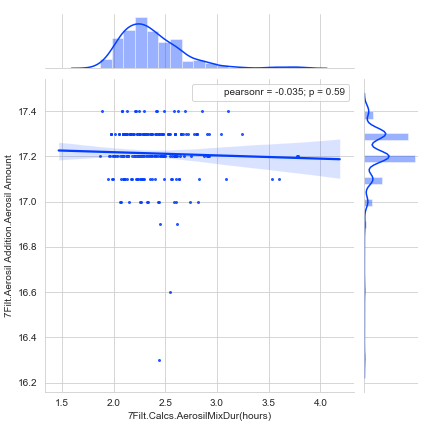 pearsonr = -0.035; p = 0.59
17.4
17.2
17.0
16.8
16.6
16.4
16.2
7Filt.Aerosil Addition.Aerosil Amount
1.5 2.0 2.5 3.0 3.5 4.0
7Filt.Calcs.AerosilMixDur(hours)